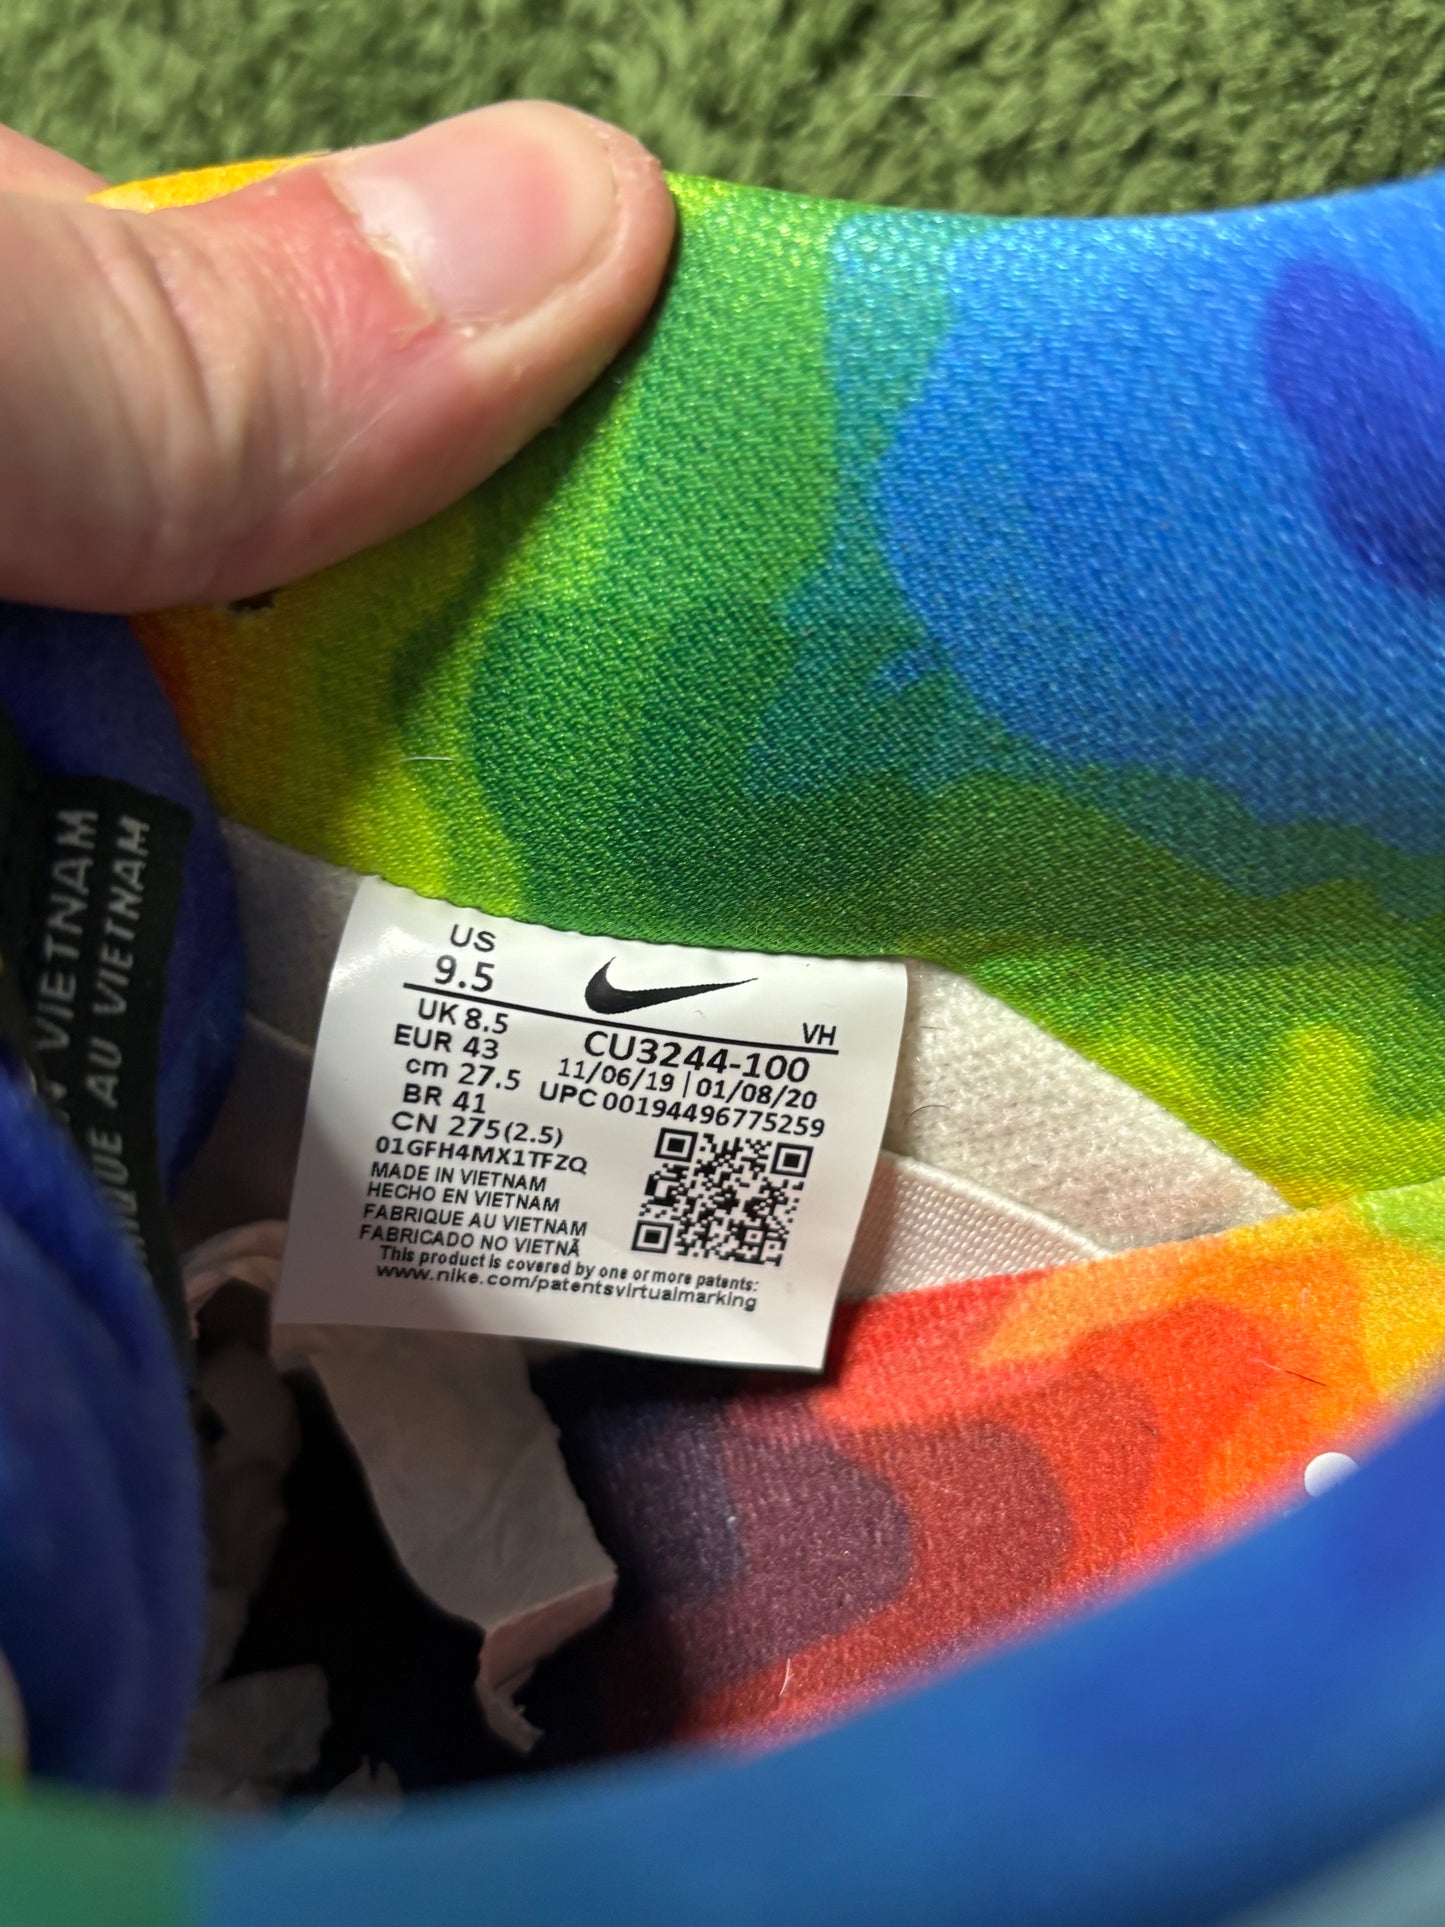 US
9.5
UK 8.5
EUR 43
cm 27.5
BR 41
CN 275(2.5)
01GFH4MX1TFZQ
VH
CU3244-100
11/06/19 | 01/08/20
UPC 00194496775259
MADE IN VIETNAM
HECHO EN VIETNAM
FABRIQUE AU VIETNAM
FABRICADO NO VIETNÃ
This product is covered by one or more patents:
www.nike.com/patentsvirtualmarking
VIETNAM
AU VIETNAM